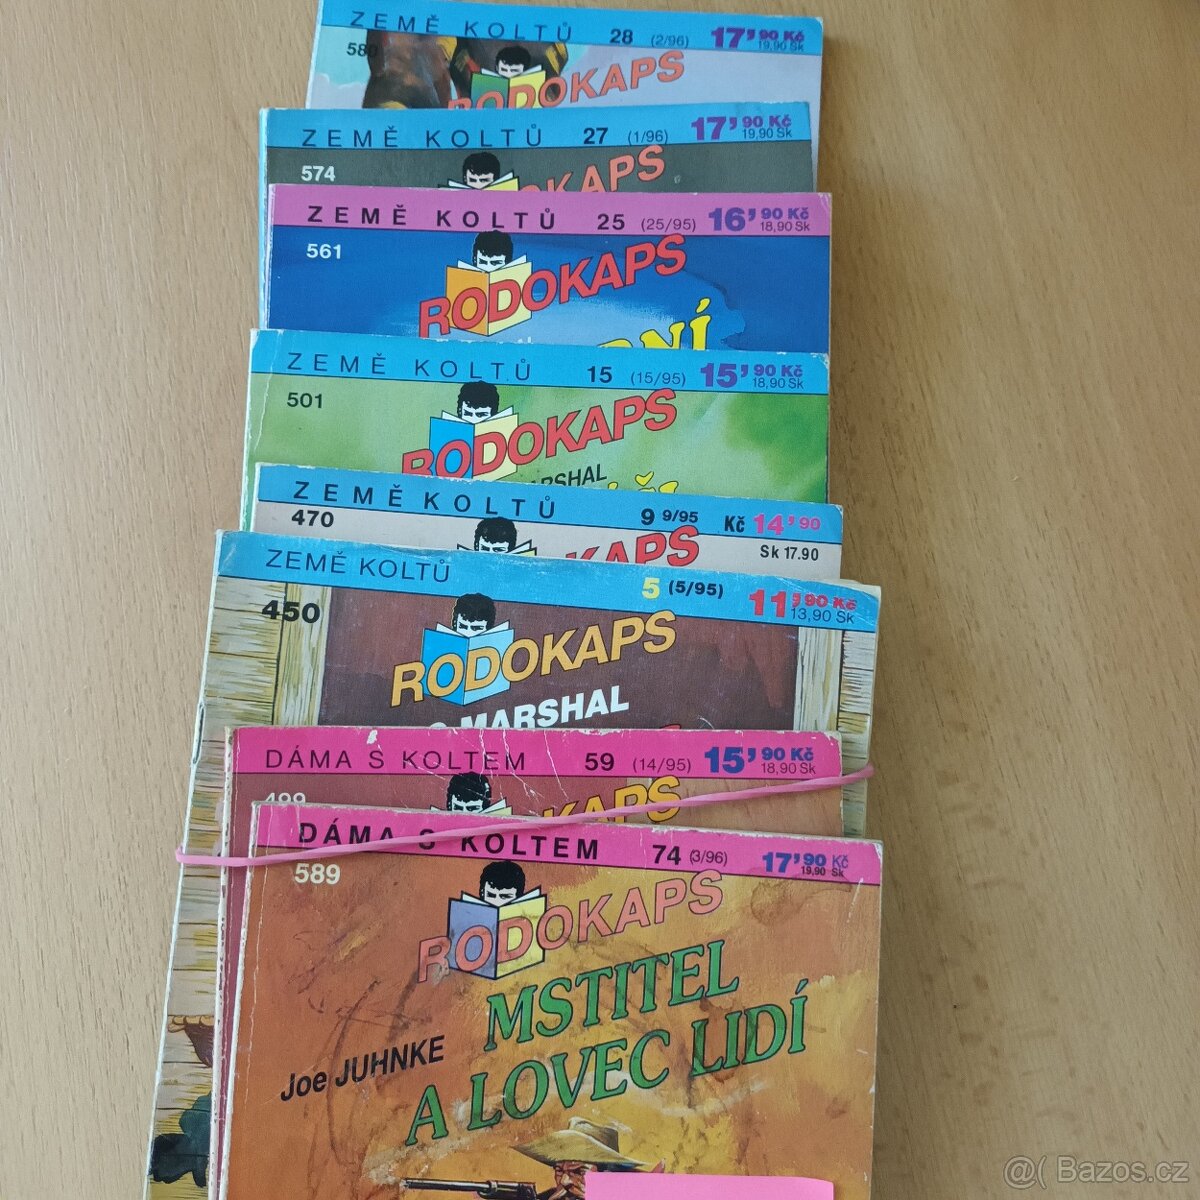 ZEMĚ KOLTŮ 28 (2/96) 17,90 Kč
19,90 Sk
580
RODOKAPS
ZEMĚ KOLTŮ 27 (1/96) 17,90 Kč
19,90 Sk
574
ZEMĚ KOLTŮ 25 (25/95) 16,90 Kč
18,90 Sk
561
RODOKAPS
ZEMĚ KOLTŮ 15 (15/95) 15,90 Kč
18,90 Sk
501
RODOKAPS
MARSHAL
ZEMĚ KOLTŮ 9 9/95 Kč 14,90
470
Sk 17.90
ZEMĚ KOLTŮ 5 (5/95) 11,90 Kč
13,90 Sk
450
RODOKAPS
MARSHAL
DÁMA S KOLTEM 59 (14/95) 15,90 Kč
18,90 Sk
499
DÁMA S KOLTEM 74 (3/96) 17,90 Kč
19,90 Sk
589
RODOKAPS
MSTITEL
A LOVEC LIDÍ
Joe JUHNKE
@( Bazos.cz